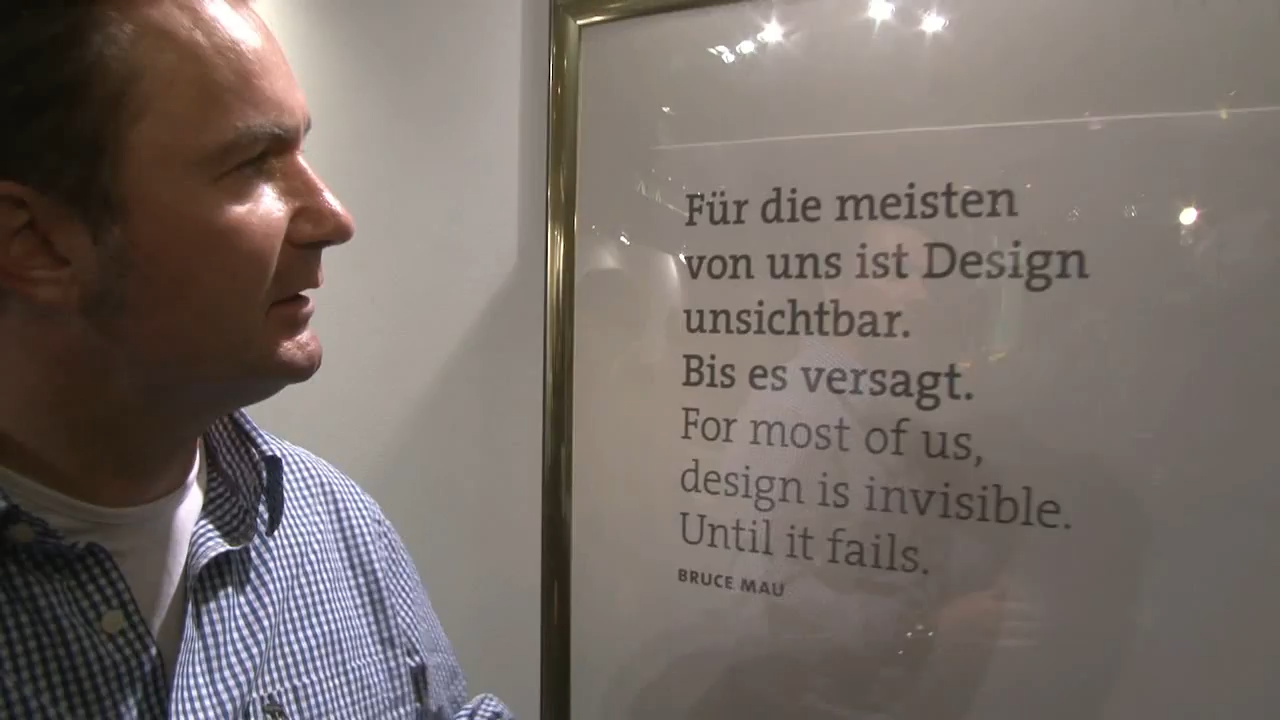 Für die meisten
von uns ist Design
unsichtbar.
Bis es versagt.
For most of us,
design is invisible.
Until it fails.
BRUCE MAU